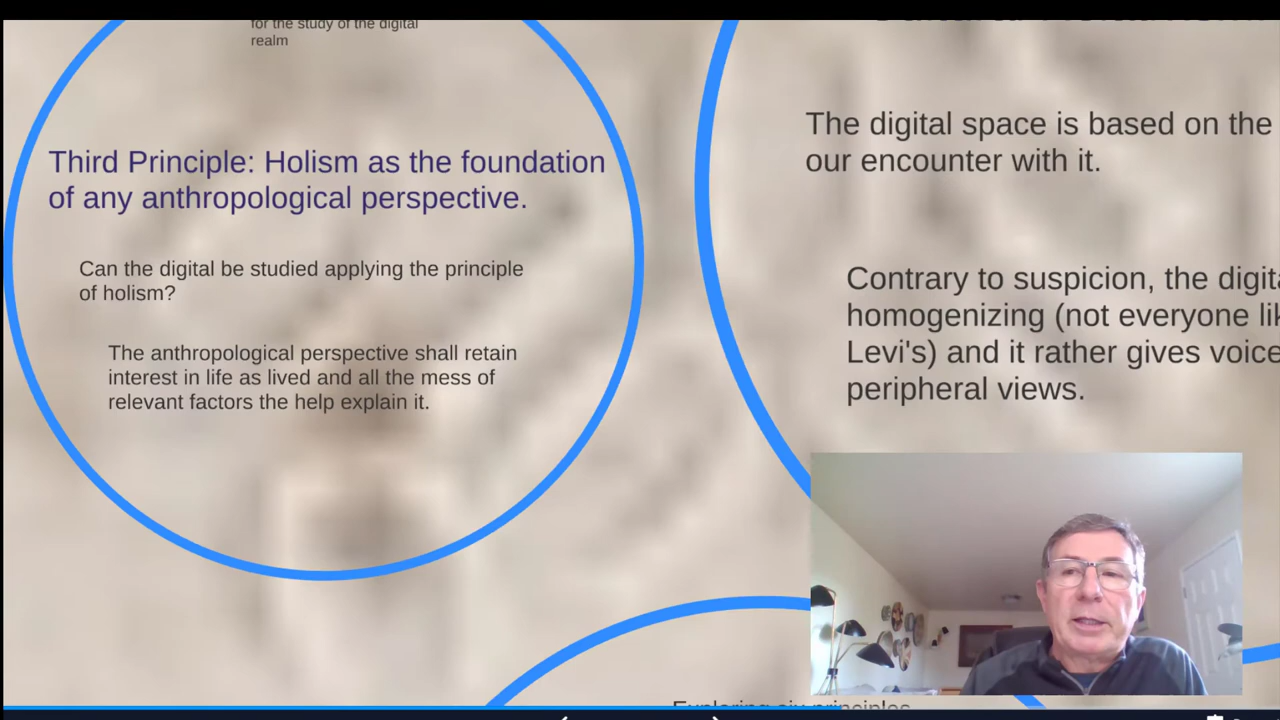 for the study of the digital
realm
Third Principle: Holism as the foundation
of any anthropological perspective.
Can the digital be studied applying the principle
of holism?
The anthropological perspective shall retain
interest in life as lived and all the mess of
relevant factors the help explain it.
The digital space is based on the
our encounter with it.
Contrary to suspicion, the
homogenizing (not everyone
Levi's) and it rather gives voice
peripheral views.
Exploring six principles